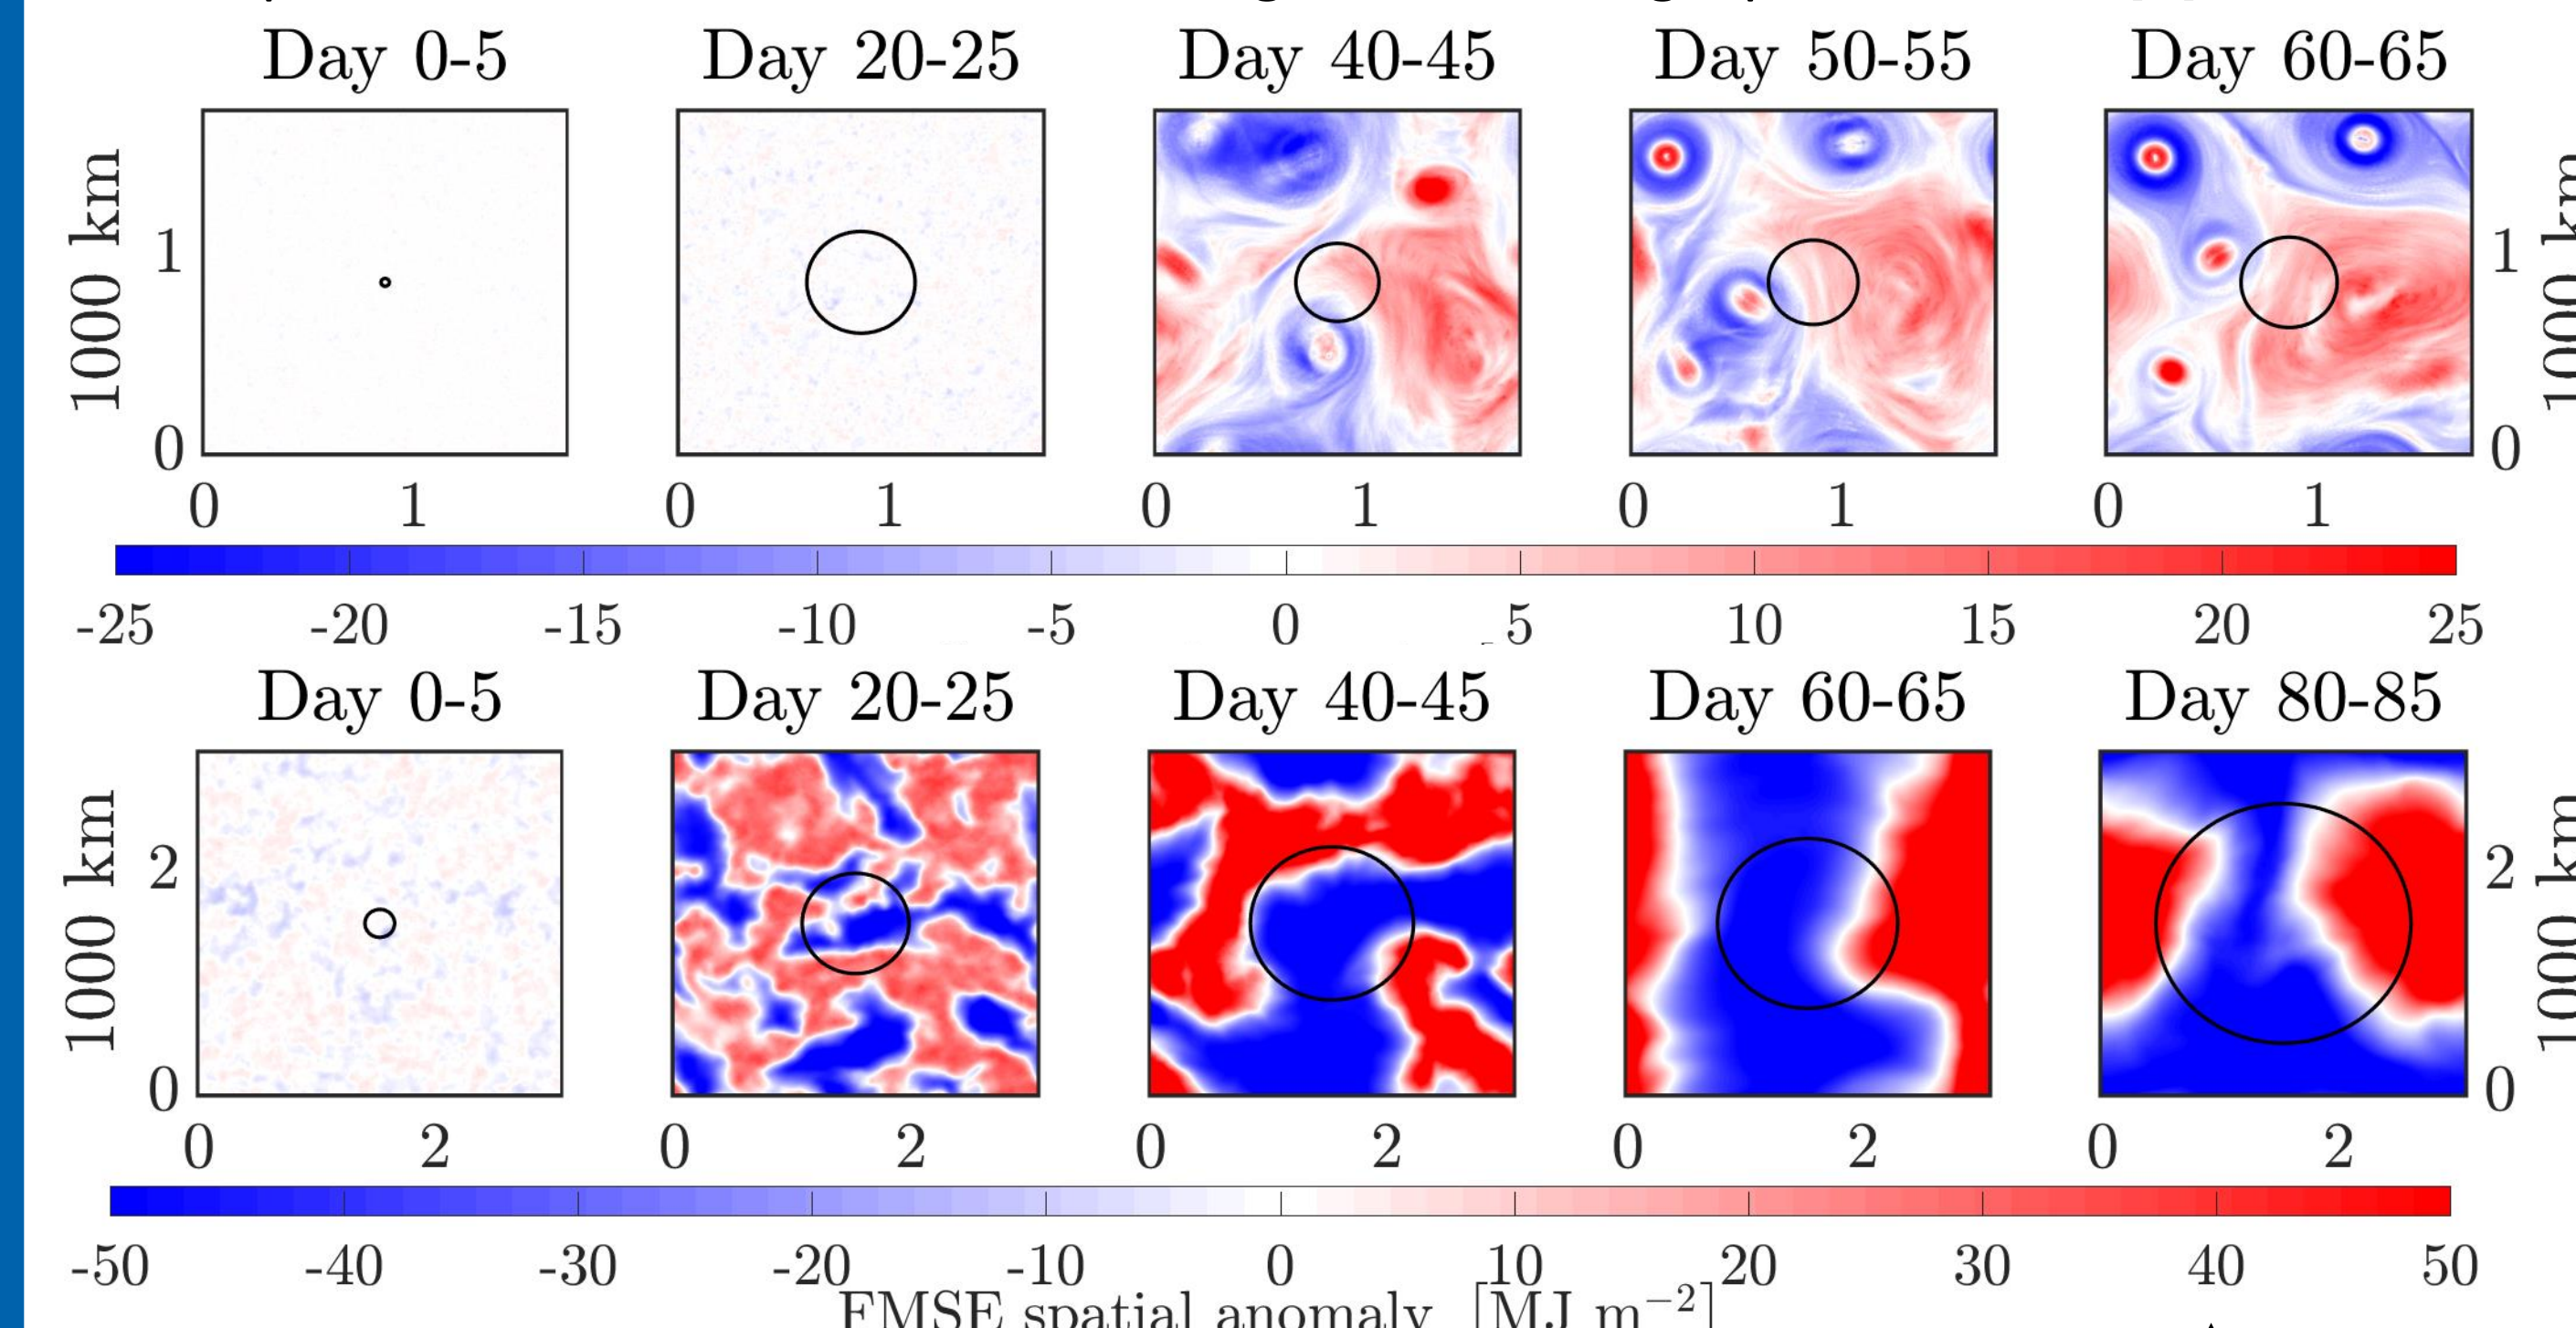 Day 0-5 Day 20-25 Day 40-45 Day 50-55 Day 60-65
1000 km
1
0
1
0
1000 km
0 1 0 1 0 1 0 1 0 1
-25 -20 -15 -10 -5 0 5 10 15 20 25
Day 0-5 Day 20-25 Day 40-45 Day 60-65 Day 80-85
1000 km
2
0
2
0
1000 km
0 2 0 2 0 2 0 2 0 2
-50 -40 -30 -20 -10 0 10 20 30 40 50
FMSE spatial anomaly [MJ m⁻²]